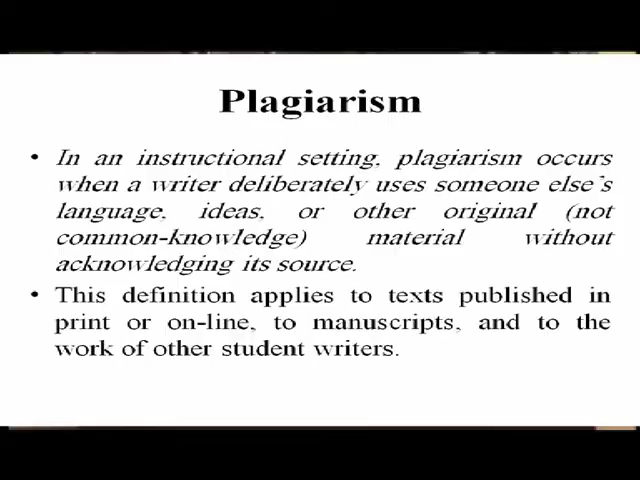 Plagiarism
• In an instructional setting, plagiarism occurs
when a writer deliberately uses someone else's
language, ideas, or other original (not
common-knowledge) material without
acknowledging its source.
• This definition applies to texts published in
print or on-line, to manuscripts, and to the
work of other student writers.